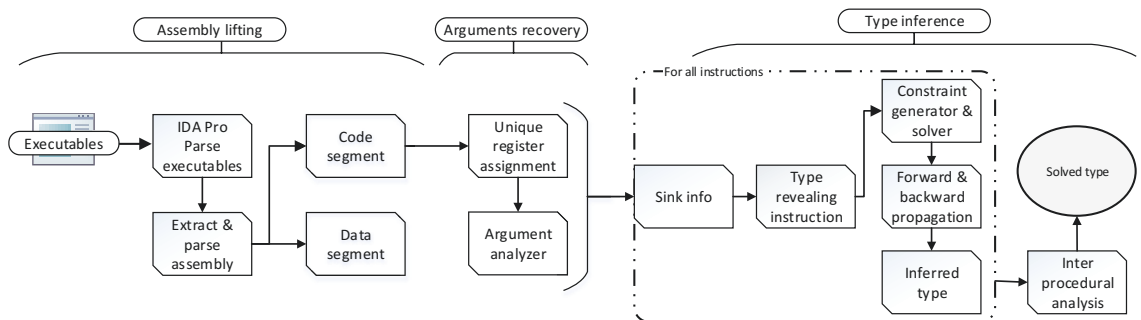 Assembly lifting
Arguments recovery
Type inference
For all instructions
Executables
IDA Pro
Parse
executables
Extract &
parse
assembly
Code
segment
Data
segment
Unique
register
assignment
Argument
analyzer
Sink info
Type
revealing
instruction
Constraint
generator &
solver
Forward &
backward
propagation
Inferred
type
Inter
procedural
analysis
Solved type